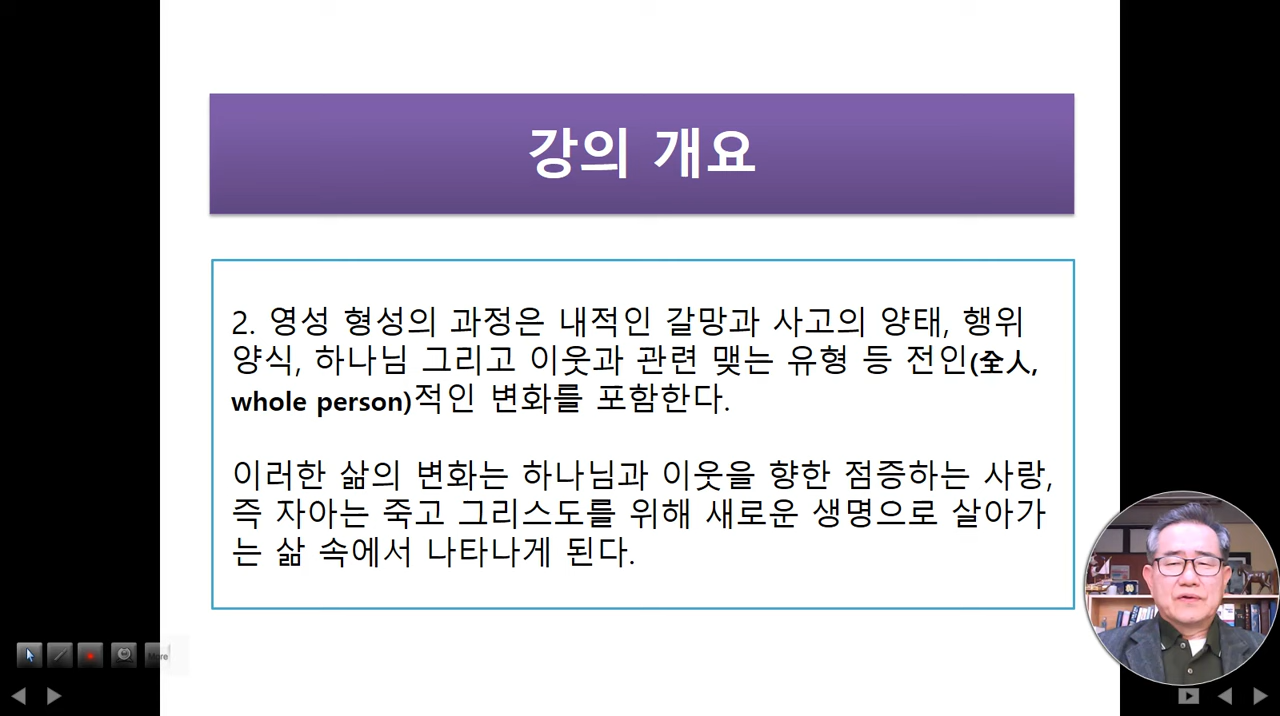 강의 개요
2. 영성 형성의 과정은 내적인 갈망과 사고의 양태, 행위
양식, 하나님 그리고 이웃과 관련 맺는 유형 등 전인(全人,
whole person)적인 변화를 포함한다.
이러한 삶의 변화는 하나님과 이웃을 향한 점증하는 사랑,
즉 자아는 죽고 그리스도를 위해 새로운 생명으로 살아가
는 삶 속에서 나타나게 된다.
More